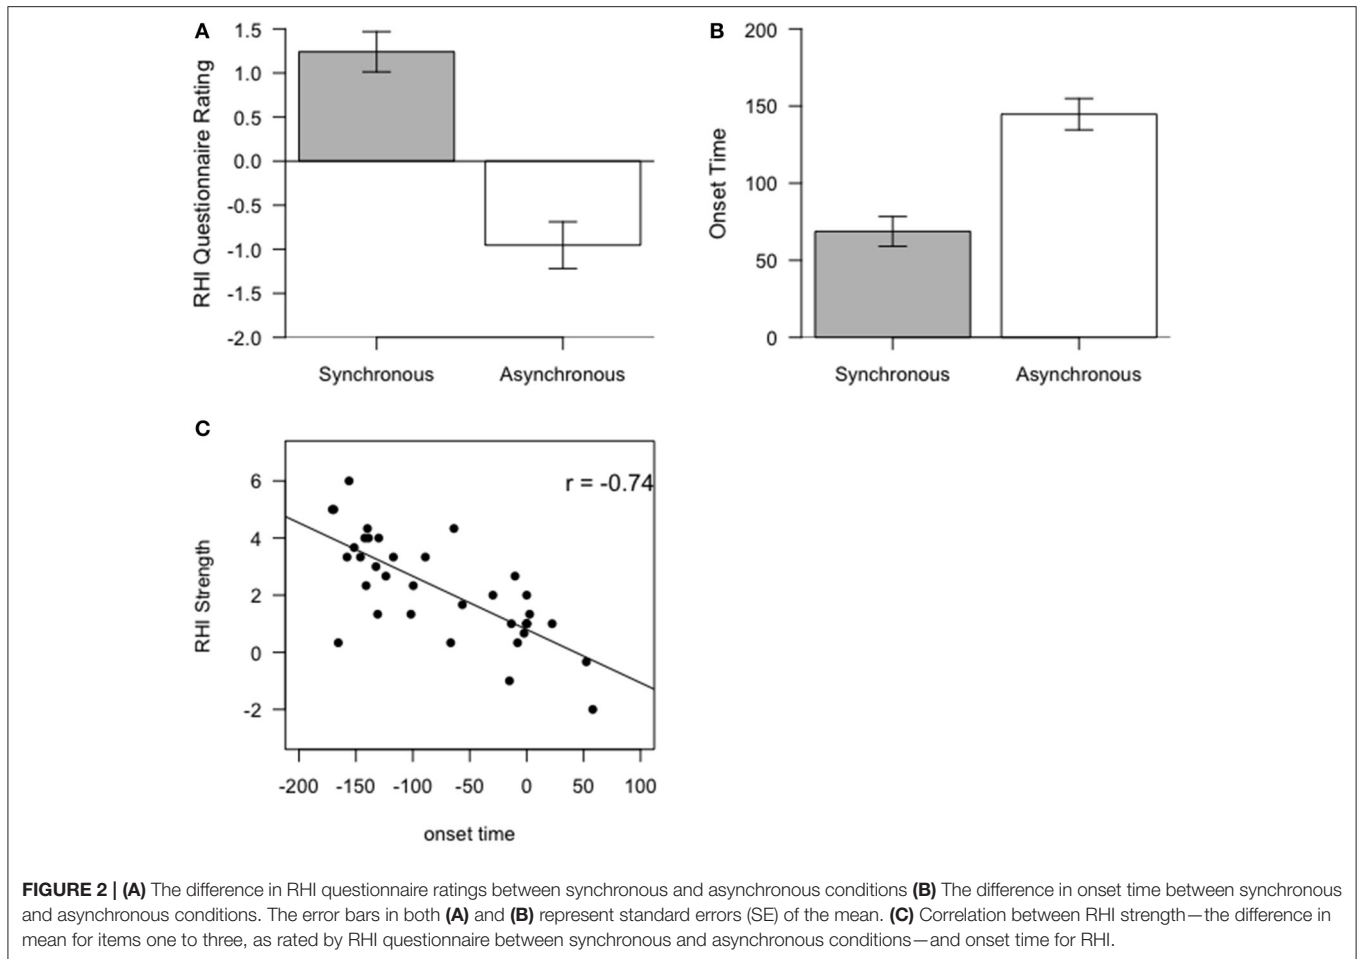 A
RHI Questionnaire Rating
1.5
1.0
0.5
0.0
-0.5
-1.0
-1.5
-2.0
Synchronous
Asynchronous
B
Onset Time
200
150
100
50
0
Synchronous
Asynchronous
C
RHI Strength
6
4
2
0
-2
r = -0.74
-200 -150 -100 -50 0 50 100
onset time
FIGURE 2 | (A) The difference in RHI questionnaire ratings between synchronous and asynchronous conditions (B) The difference in onset time between synchronous
and asynchronous conditions. The error bars in both (A) and (B) represent standard errors (SE) of the mean. (C) Correlation between RHI strength—the difference in
mean for items one to three, as rated by RHI questionnaire between synchronous and asynchronous conditions—and onset time for RHI.